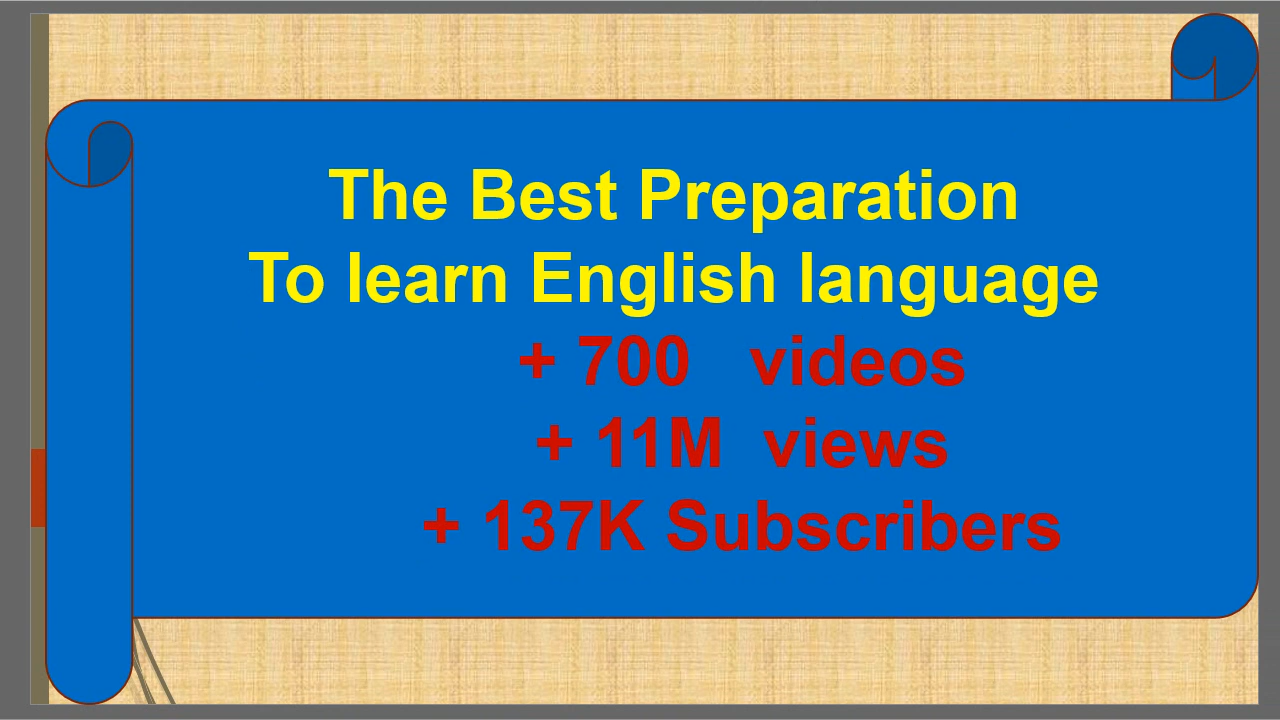 The Best Preparation
To learn English language
+ 700 videos
+ 11M views
+ 137K Subscribers